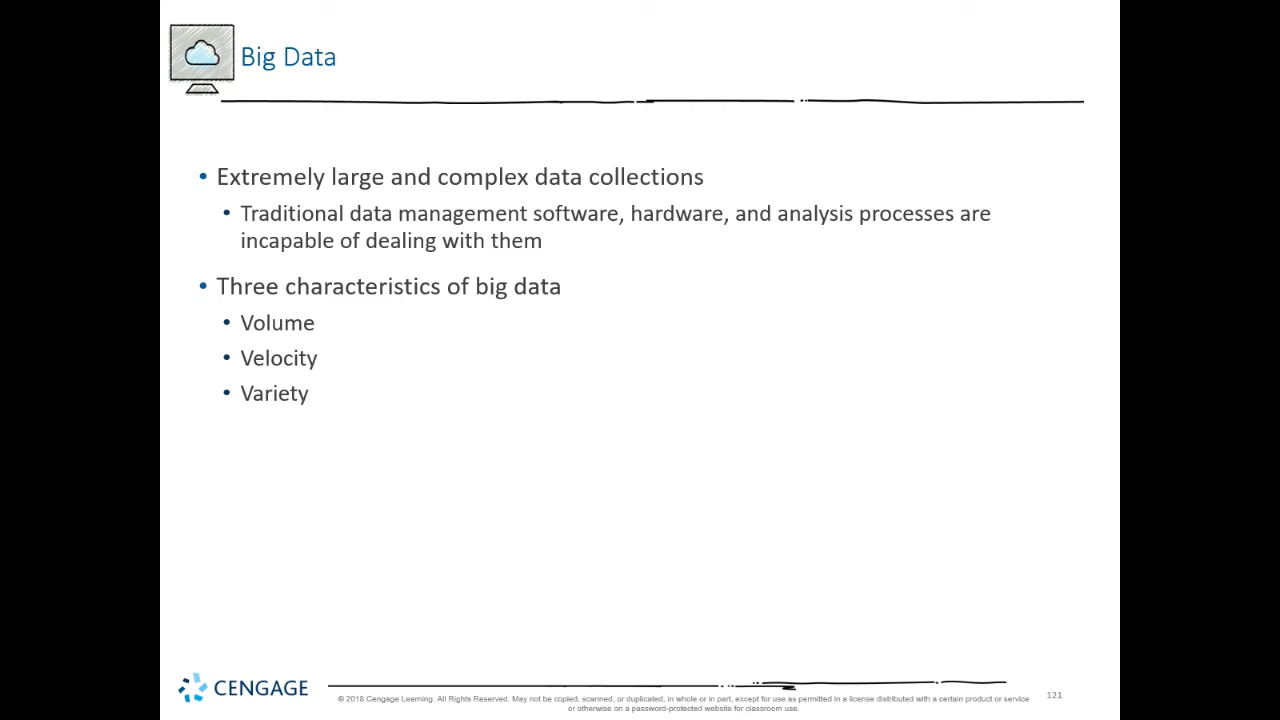 Big Data
• Extremely large and complex data collections
• Traditional data management software, hardware, and analysis processes are
incapable of dealing with them
• Three characteristics of big data
• Volume
• Velocity
• Variety
CENGAGE
© 2018 Cengage Learning. All Rights Reserved. May not be copied, scanned, or duplicated, in whole or in part, except for use as permitted in a license distributed with a certain product or service
or otherwise on a password-protected website for classroom use.
121